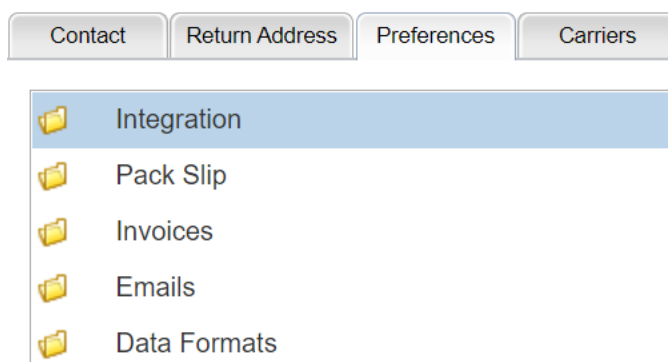 Contact Return Address Preferences Carriers
Integration
Pack Slip
Invoices
Emails
Data Formats